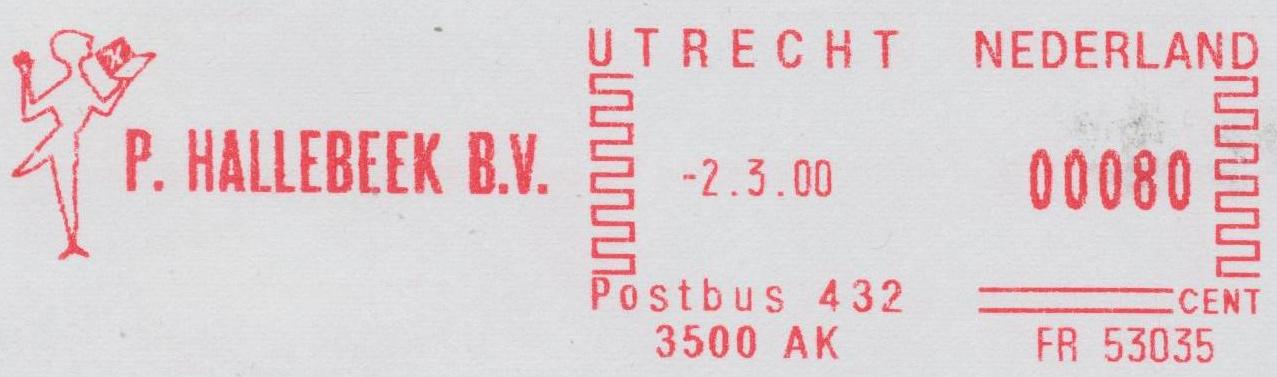 UTRECHT NEDERLAND
P. HALLEBEEK B.V.
-2.3.00
00080
Postbus 432
CENT
3500 AK
FR 53035